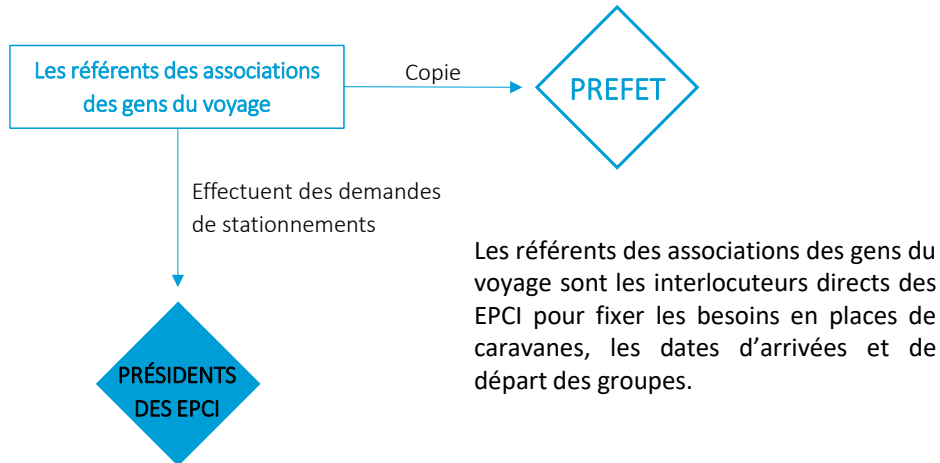 Les référents des associations
des gens du voyage
Copie
PREFET
Effectuent des demandes
de stationnements
Les référents des associations des gens du
voyage sont les interlocuteurs directs des
EPCI pour fixer les besoins en places de
caravanes, les dates d’arrivées et de
départ des groupes.
PRÉSIDENTS
DES EPCI